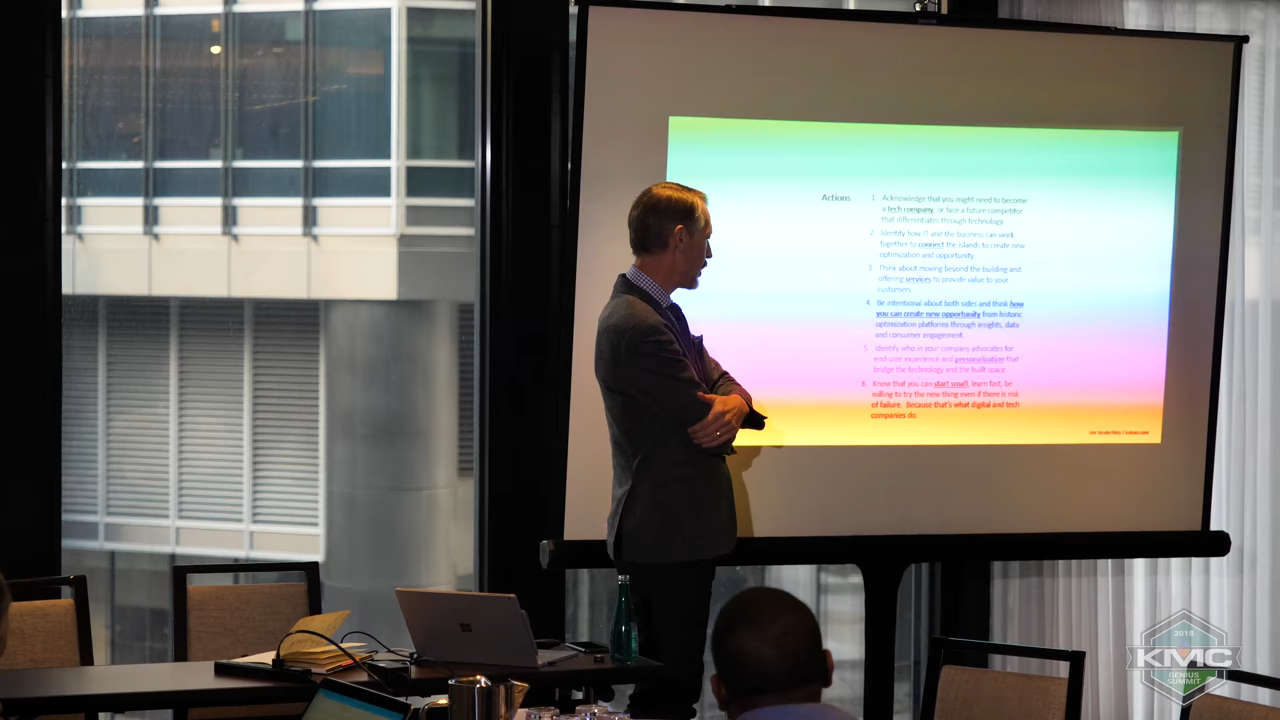 Actions
1. Acknowledge that you might need to become
a tech company, or face a future competitor
that differentiates through technology.
2. Identify how IT and the business can work
together to connect the islands to create new
optimization and opportunity.
3. Think about moving beyond the building and
offering services to provide value to your
customers.
4. Be intentional about both sides and think how
you can create new opportunity from historic
optimization platforms through insights, data
and consumer engagement.
5. Identify who in your company advocates for
end-user experience and personalization that
bridge the technology and the built space.
6. Know that you can start small, learn fast, be
willing to try the new thing even if there is risk
of failure. Because that's what digital and tech
companies do.
2018
KMC
GENIUS
SUMMIT